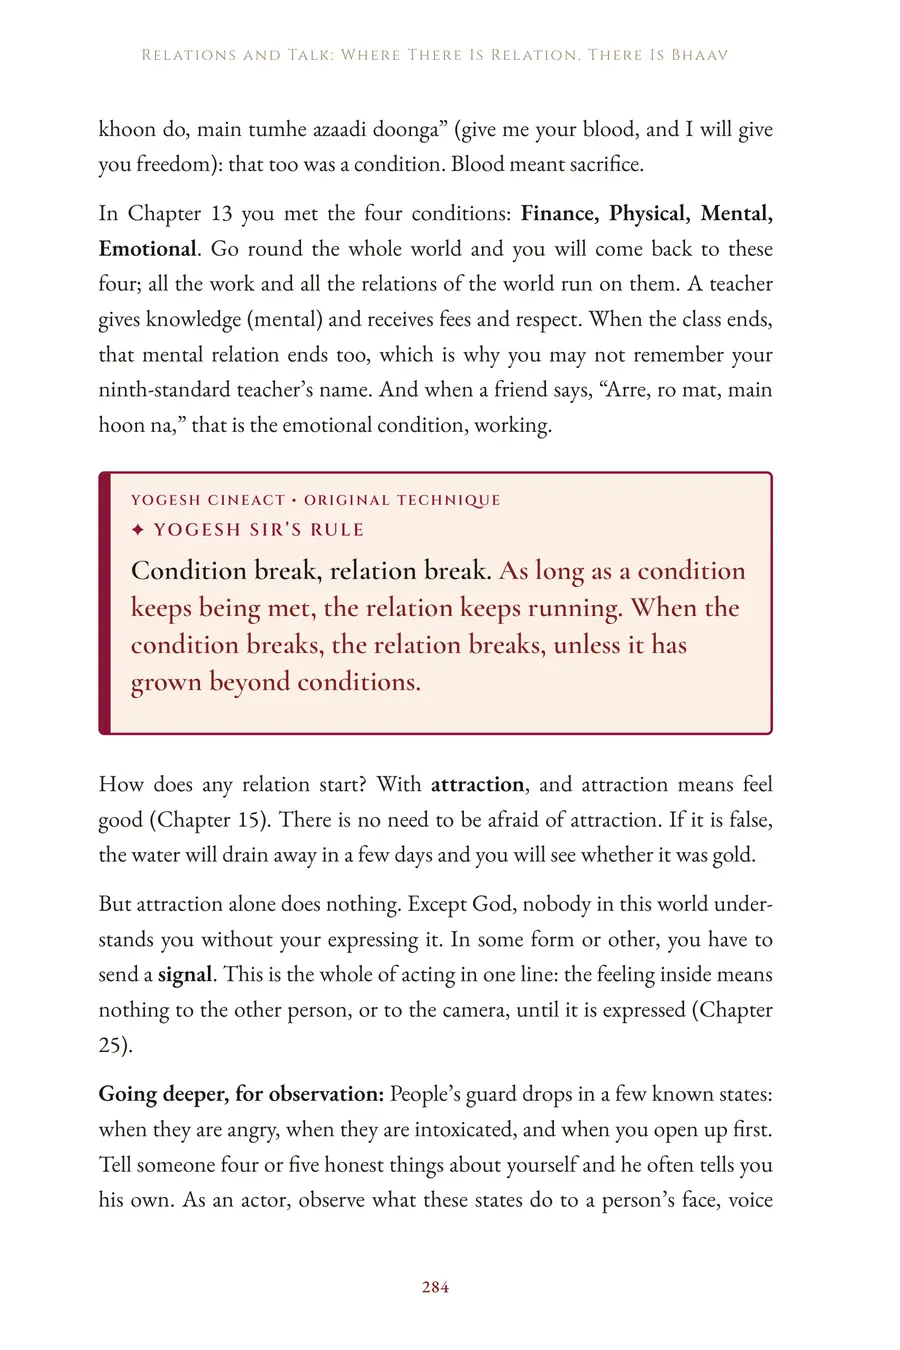 Relations and Talk: Where There Is Relation, There Is Bhaav
khoon do, main tumhe azaadi doonga” (give me your blood, and I will give
you freedom): that too was a condition. Blood meant sacrifice.
In Chapter 13 you met the four conditions: Finance, Physical, Mental,
Emotional. Go round the whole world and you will come back to these
four; all the work and all the relations of the world run on them. A teacher
gives knowledge (mental) and receives fees and respect. When the class ends,
that mental relation ends too, which is why you may not remember your
ninth-standard teacher’s name. And when a friend says, “Arre, ro mat, main
hoon na,” that is the emotional condition, working.
YOGESH CINEACT • ORIGINAL TECHNIQUE
✦ YOGESH SIR’S RULE
Condition break, relation break. As long as a condition
keeps being met, the relation keeps running. When the
condition breaks, the relation breaks, unless it has
grown beyond conditions.
How does any relation start? With attraction, and attraction means feel
good (Chapter 15). There is no need to be afraid of attraction. If it is false,
the water will drain away in a few days and you will see whether it was gold.
But attraction alone does nothing. Except God, nobody in this world under-
stands you without your expressing it. In some form or other, you have to
send a signal. This is the whole of acting in one line: the feeling inside means
nothing to the other person, or to the camera, until it is expressed (Chapter
25).
Going deeper, for observation: People’s guard drops in a few known states:
when they are angry, when they are intoxicated, and when you open up first.
Tell someone four or five honest things about yourself and he often tells you
his own. As an actor, observe what these states do to a person’s face, voice
284